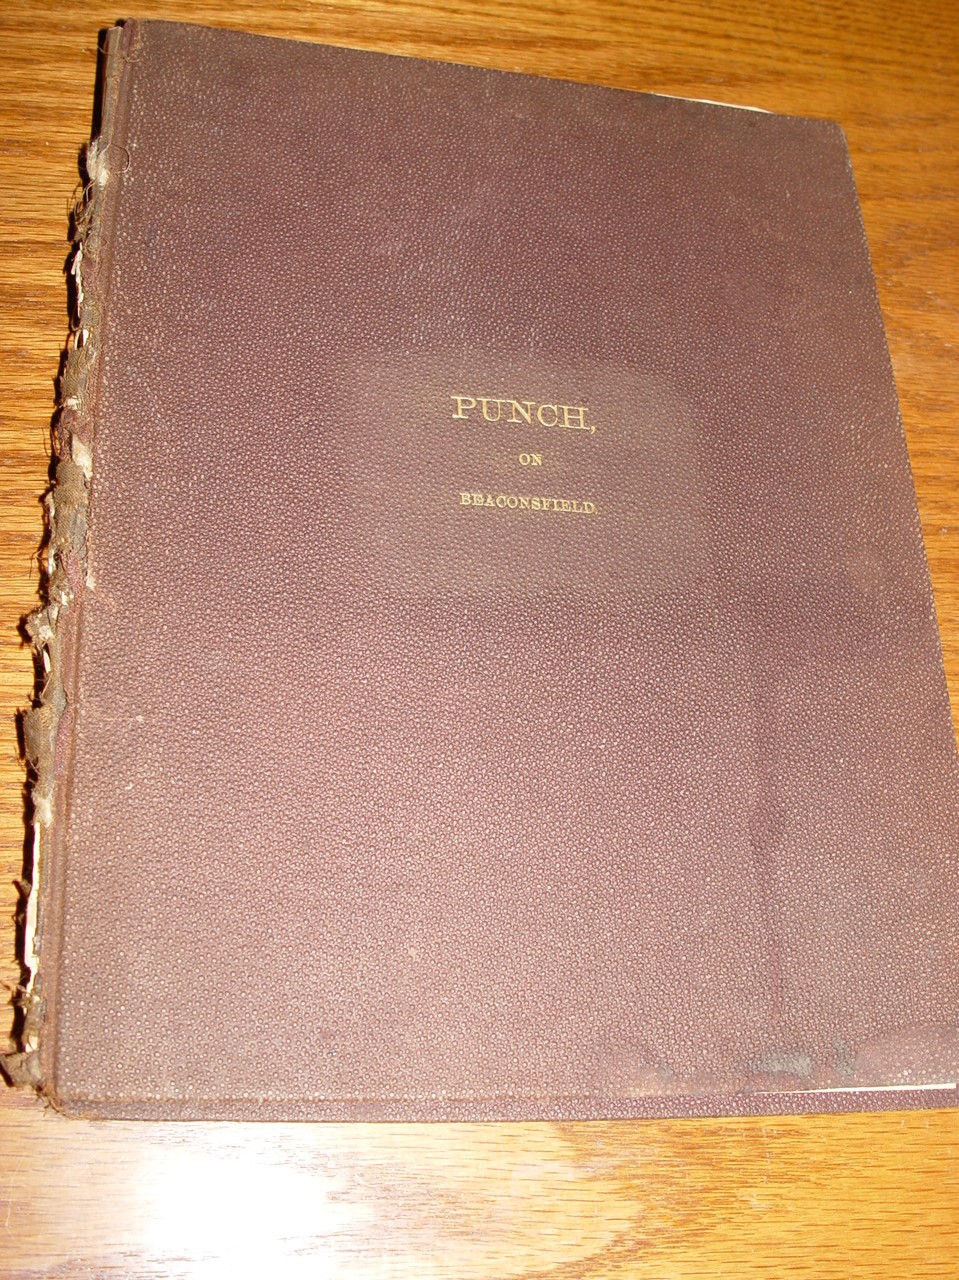 PUNCH,
ON
BEACONSFIELD.